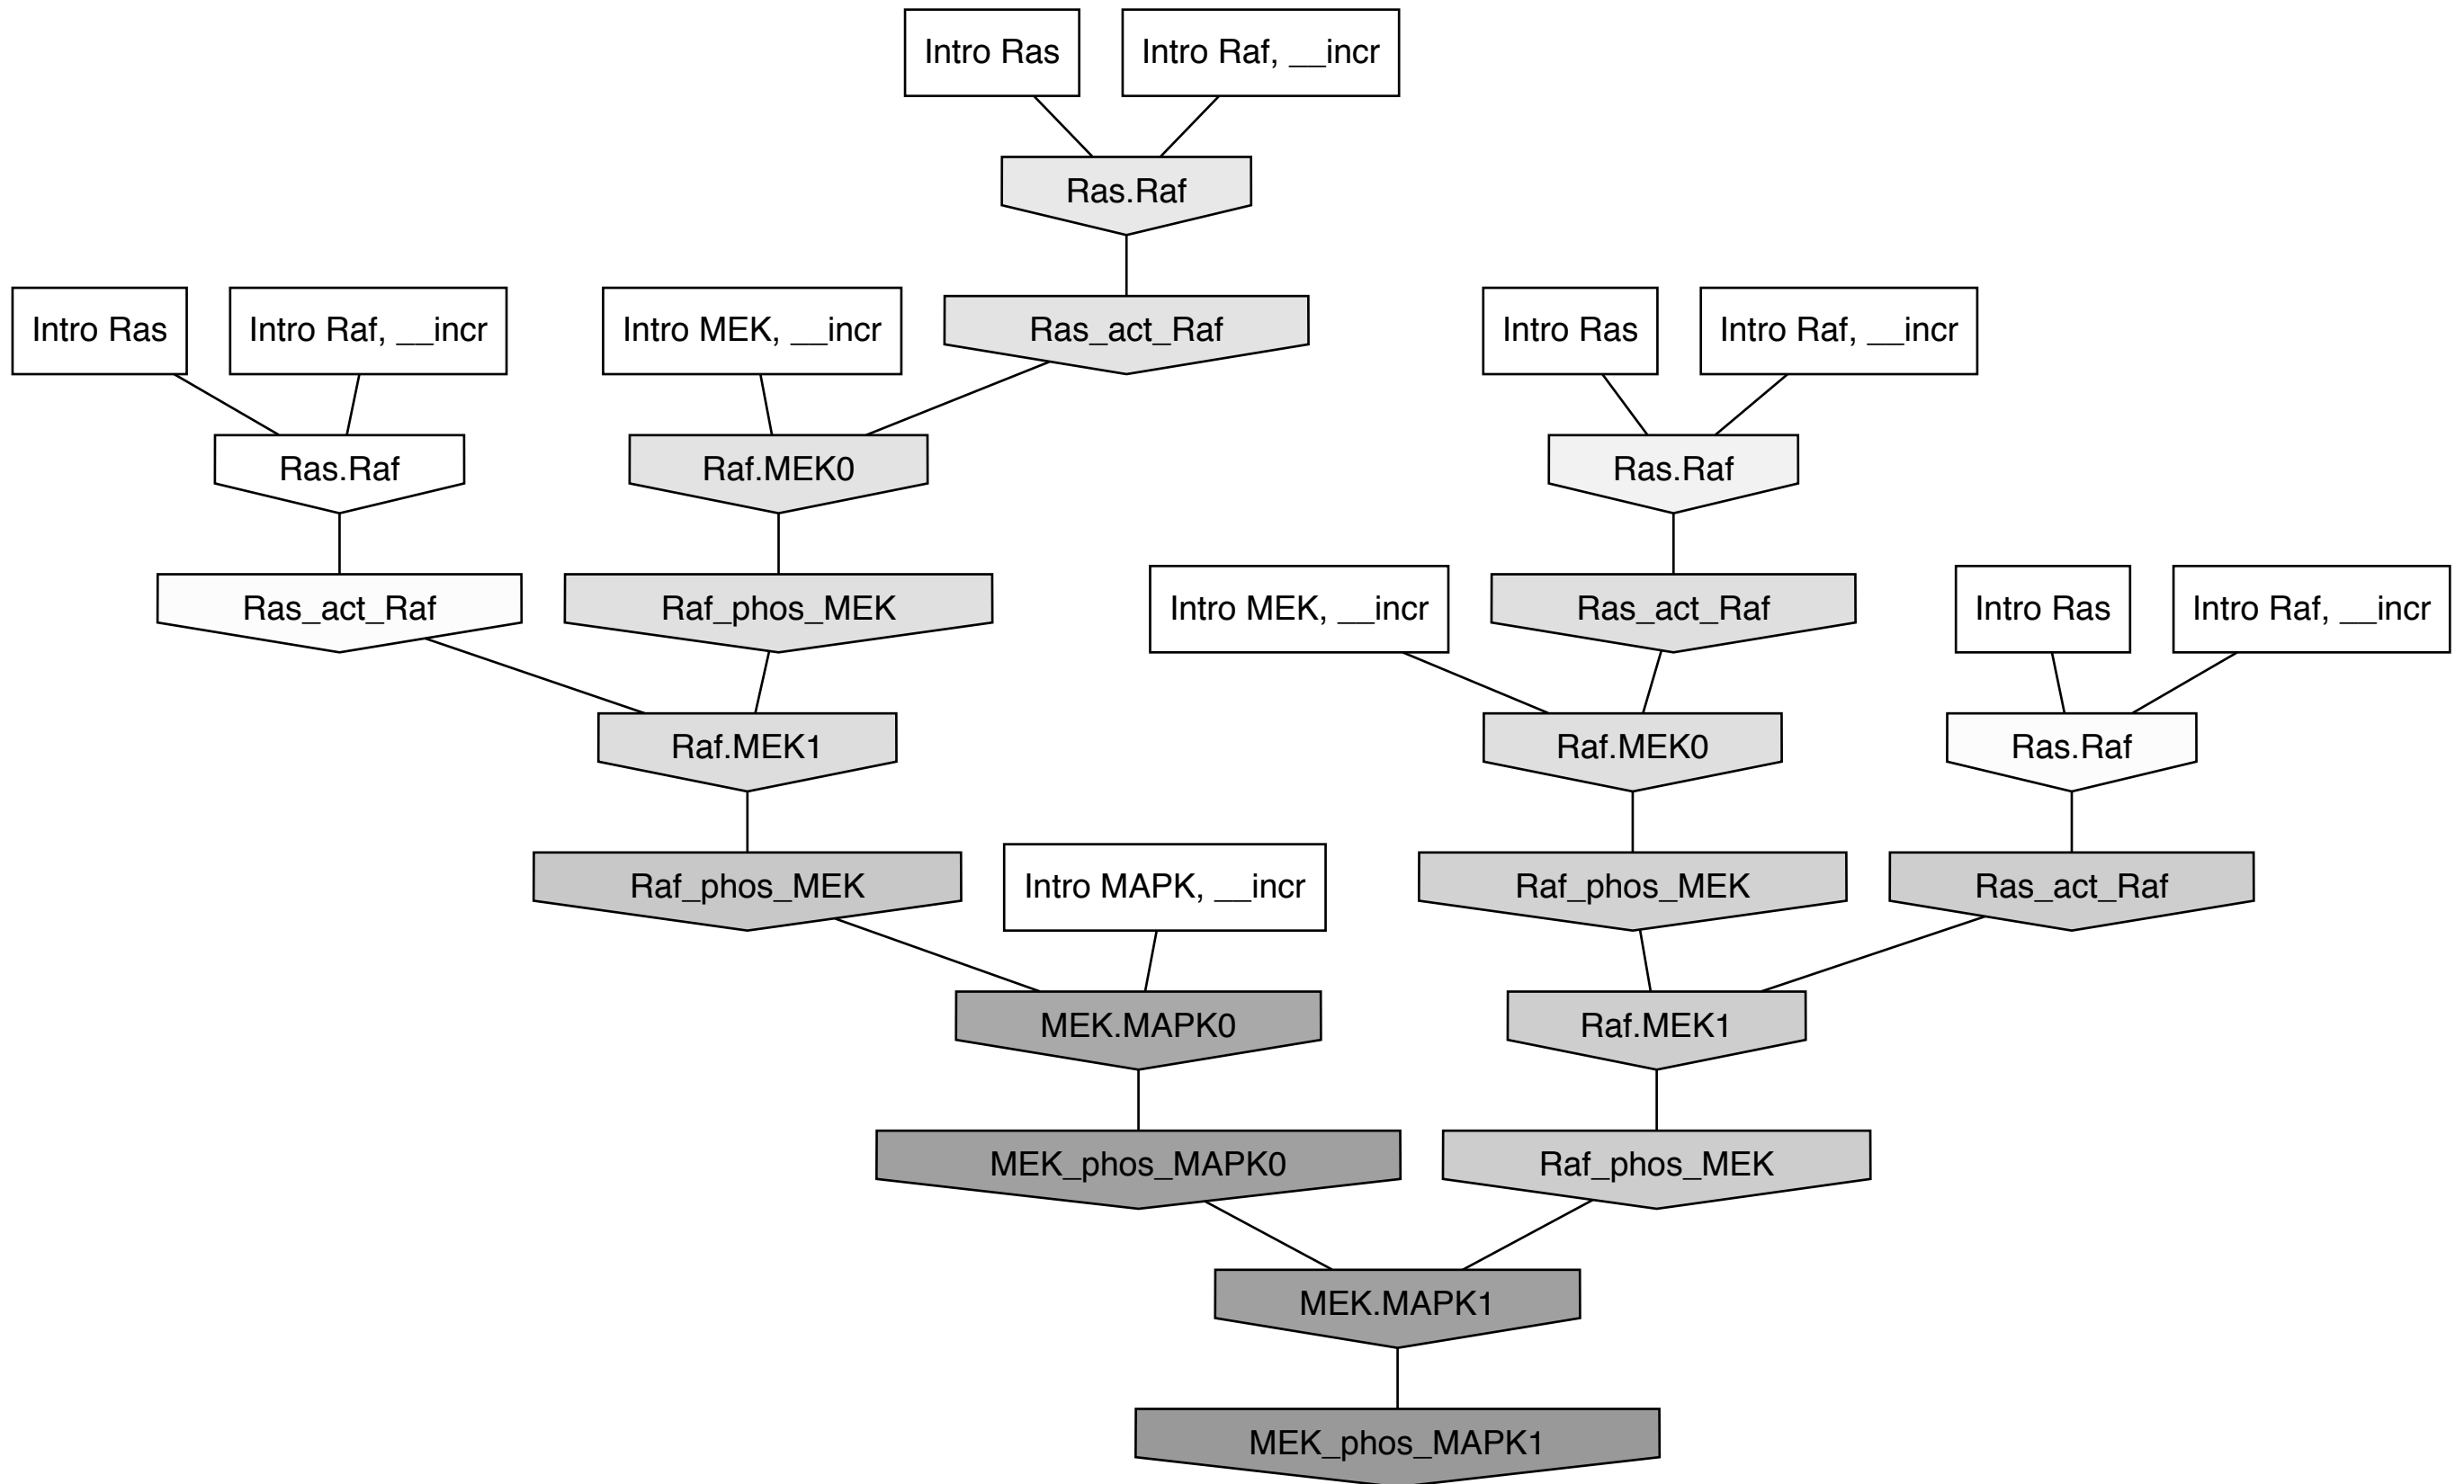 Intro Ras
Intro Raf, __incr
Ras.Raf
Intro Ras
Intro Raf, __incr
Intro MEK, __incr
Ras_act_Raf
Intro Ras
Intro Raf, __incr
Ras.Raf
Raf.MEK0
Ras.Raf
Ras_act_Raf
Raf_phos_MEK
Intro MEK, __incr
Ras_act_Raf
Intro Ras
Intro Raf, __incr
Raf.MEK1
Raf.MEK0
Ras.Raf
Raf_phos_MEK
Intro MAPK, __incr
Raf_phos_MEK
Ras_act_Raf
MEK.MAPK0
Raf.MEK1
MEK_phos_MAPK0
Raf_phos_MEK
MEK.MAPK1
MEK_phos_MAPK1